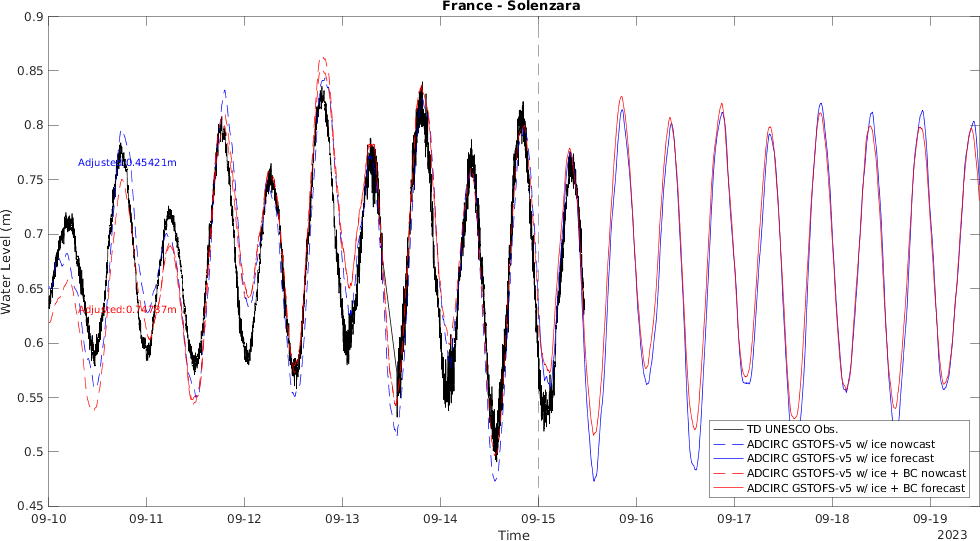 France - Solenzara
0.9
0.85
0.8
0.75
0.7
0.65
0.6
0.55
0.5
0.45
Water Level (m)
Adjusted:0.45421m
Adjusted:0.74737m
TD UNESCO Obs.
ADCIRC GSTOFS-v5 w/ ice nowcast
ADCIRC GSTOFS-v5 w/ ice forecast
ADCIRC GSTOFS-v5 w/ ice + BC nowcast
ADCIRC GSTOFS-v5 w/ ice + BC forecast
09-10 09-11 09-12 09-13 09-14 09-15 09-16 09-17 09-18 09-19
Time
2023